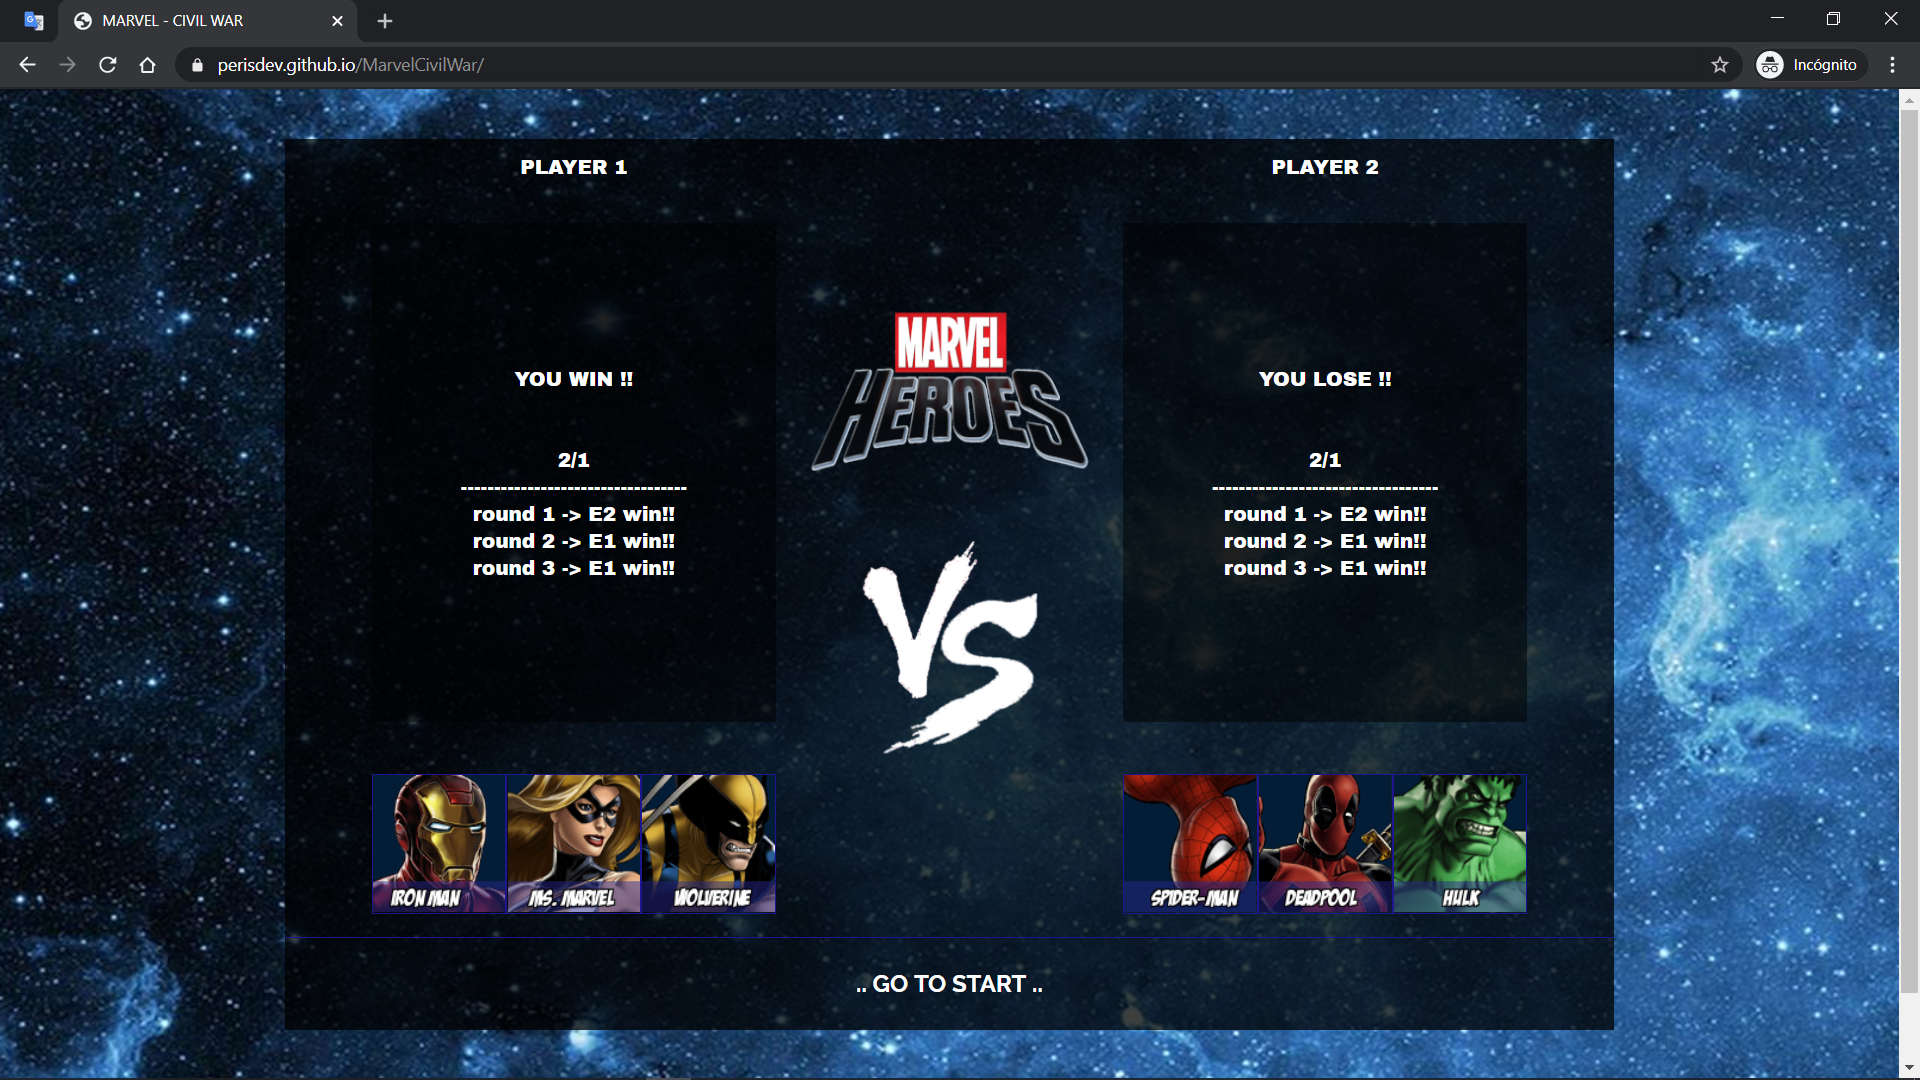 MARVEL - CIVIL WAR
perisdev.github.io/MarvelCivilWar/
Incógnito
PLAYER 1
PLAYER 2
YOU WIN !!
2/1
---------------------------------
round 1 -> E2 win!!
round 2 -> E1 win!!
round 3 -> E1 win!!
MARVEL
HEROES
VS
YOU LOSE !!
2/1
---------------------------------
round 1 -> E2 win!!
round 2 -> E1 win!!
round 3 -> E1 win!!
IRON MAN
MS. MARVEL
WOLVERINE
SPIDER-MAN
DEADPOOL
HULK
.. GO TO START ..